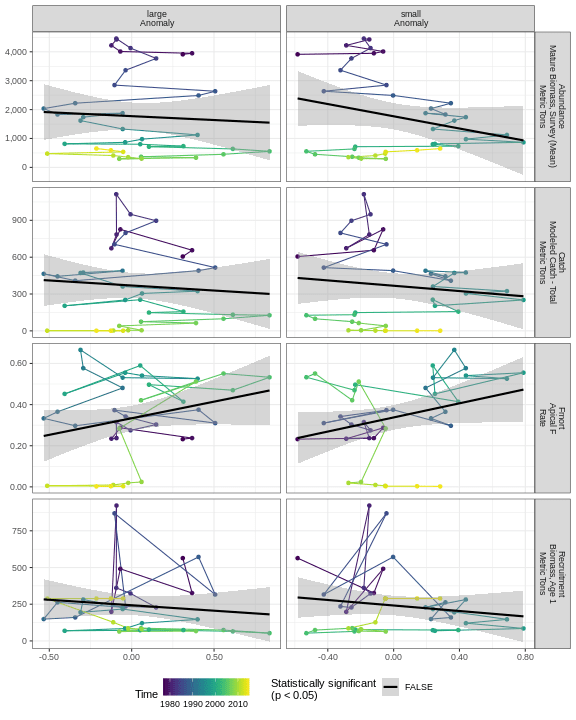 large
Anomaly
small
Anomaly
4,000
3,000
2,000
1,000
0
Abundance
Mature Biomass, Survey (Mean)
Metric Tons
900
600
300
0
Catch
Modeled Catch - Total
Metric Tons
0.60
0.40
0.20
0.00
Fmort
Apical F
Rate
750
500
250
0
Recruitment
Biomass, Age 1
Metric Tons
-0.50 0.00 0.50
-0.40 0.00 0.40 0.80
Time
1980 1990 2000 2010
Statistically significant
(p < 0.05)
FALSE